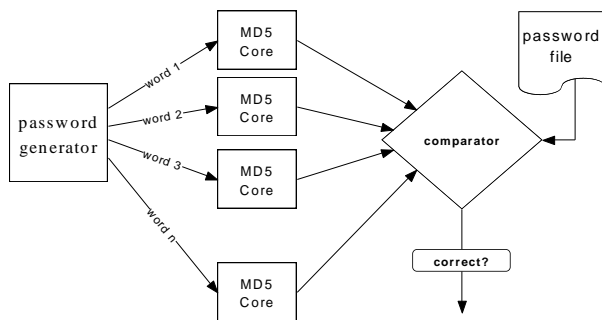 password
generator
word 1
word 2
word 3
word n
MD5
Core
MD5
Core
MD5
Core
MD5
Core
comparator
password
file
correct?